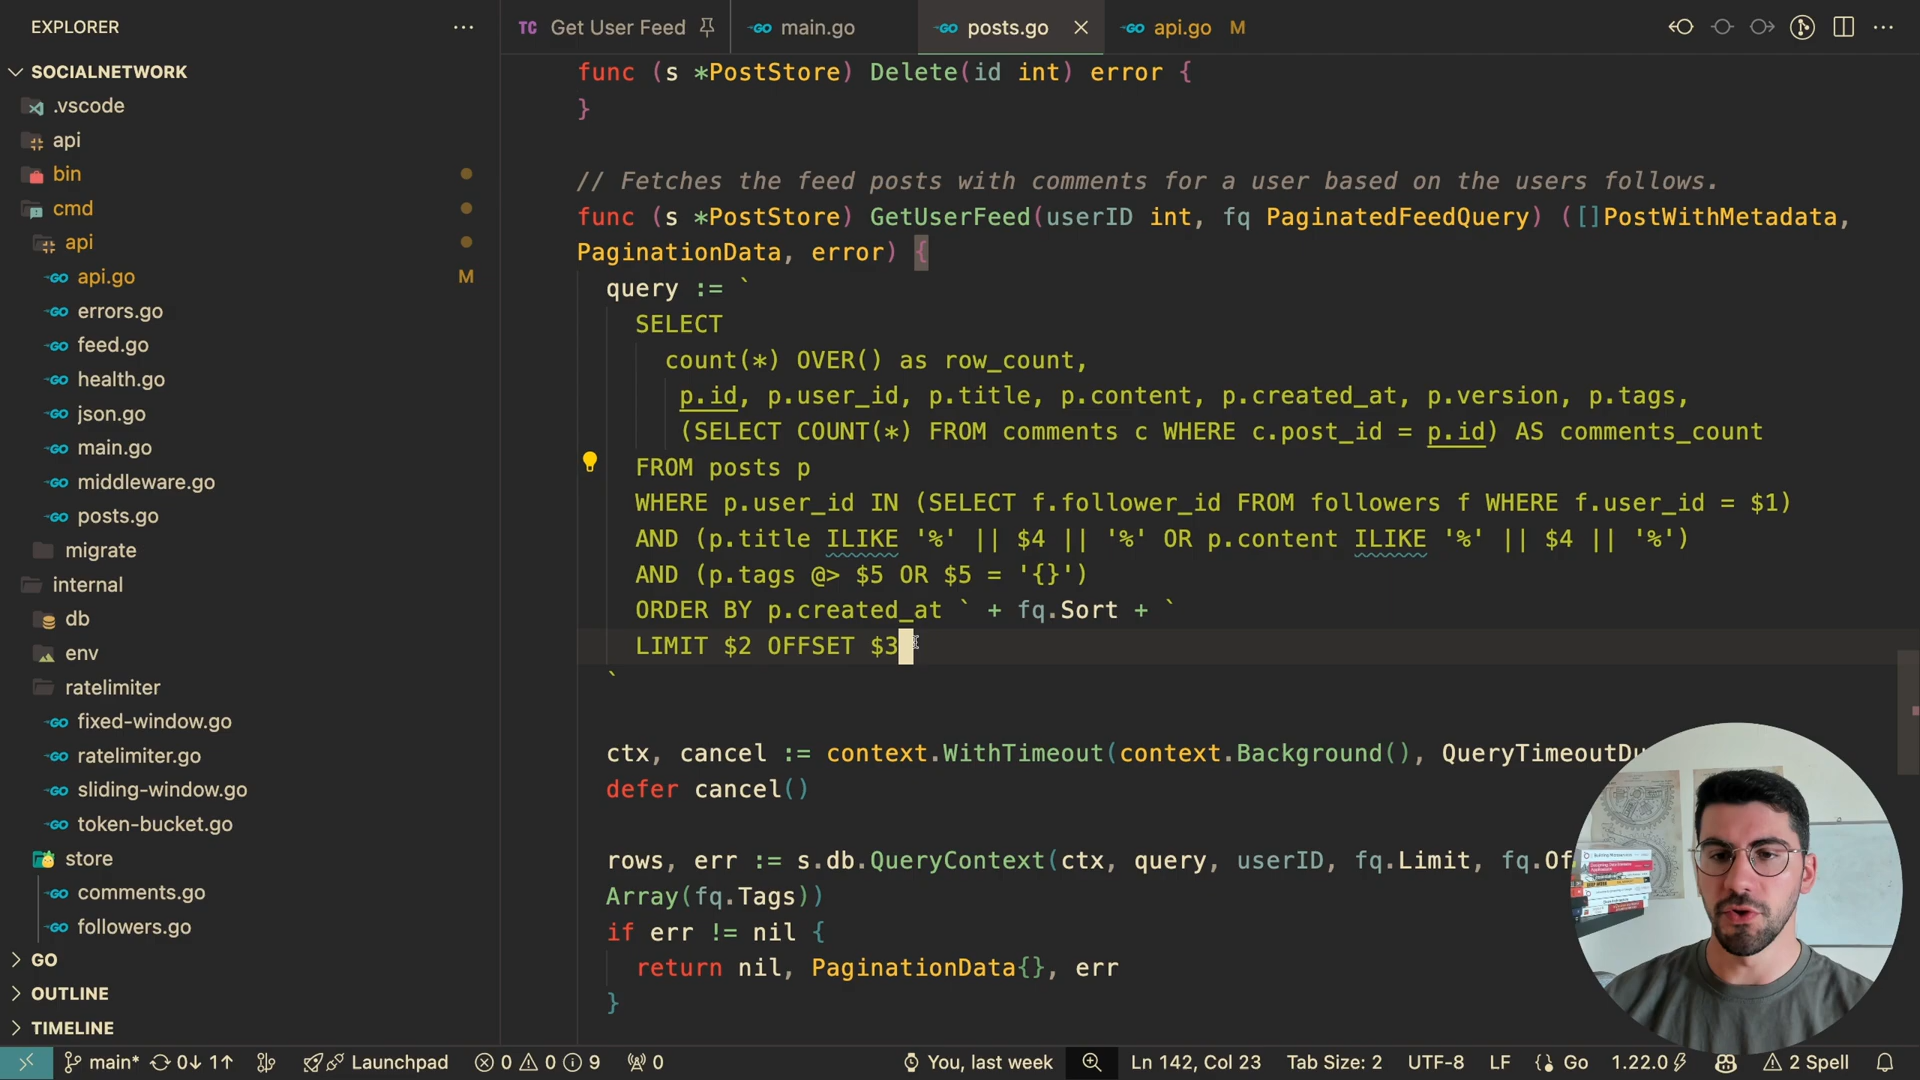 EXPLORER
SOCIALNETWORK
.vscode
api
bin
cmd
api
api.go M
errors.go
feed.go
health.go
json.go
main.go
middleware.go
posts.go
migrate
internal
db
env
ratelimiter
fixed-window.go
ratelimiter.go
sliding-window.go
token-bucket.go
store
comments.go
followers.go
GO
OUTLINE
TIMELINE
TC Get User Feed
main.go
posts.go
api.go M
func (s *PostStore) Delete(id int) error {
}
// Fetches the feed posts with comments for a user based on the users follows.
func (s *PostStore) GetUserFeed(userID int, fq PaginatedFeedQuery) ([]PostWithMetadata,
PaginationData, error) {
query := `
SELECT
count(*) OVER() as row_count,
p.id, p.user_id, p.title, p.content, p.created_at, p.version, p.tags,
(SELECT COUNT(*) FROM comments c WHERE c.post_id = p.id) AS comments_count
FROM posts p
WHERE p.user_id IN (SELECT f.follower_id FROM followers f WHERE f.user_id = $1)
AND (p.title ILIKE '%' || $4 || '%' OR p.content ILIKE '%' || $4 || '%')
AND (p.tags @> $5 OR $5 = '{}')
ORDER BY p.created_at ` + fq.Sort + `
LIMIT $2 OFFSET $3
`
ctx, cancel := context.WithTimeout(context.Background(), QueryTimeoutDu
defer cancel()
rows, err := s.db.QueryContext(ctx, query, userID, fq.Limit, fq.Of
Array(fq.Tags))
if err != nil {
return nil, PaginationData{}, err
}
main* 0↓ 1↑ Launchpad 0 0 9 0 You, last week Ln 142, Col 23 Tab Size: 2 UTF-8 LF Go 1.22.0 2 Spell